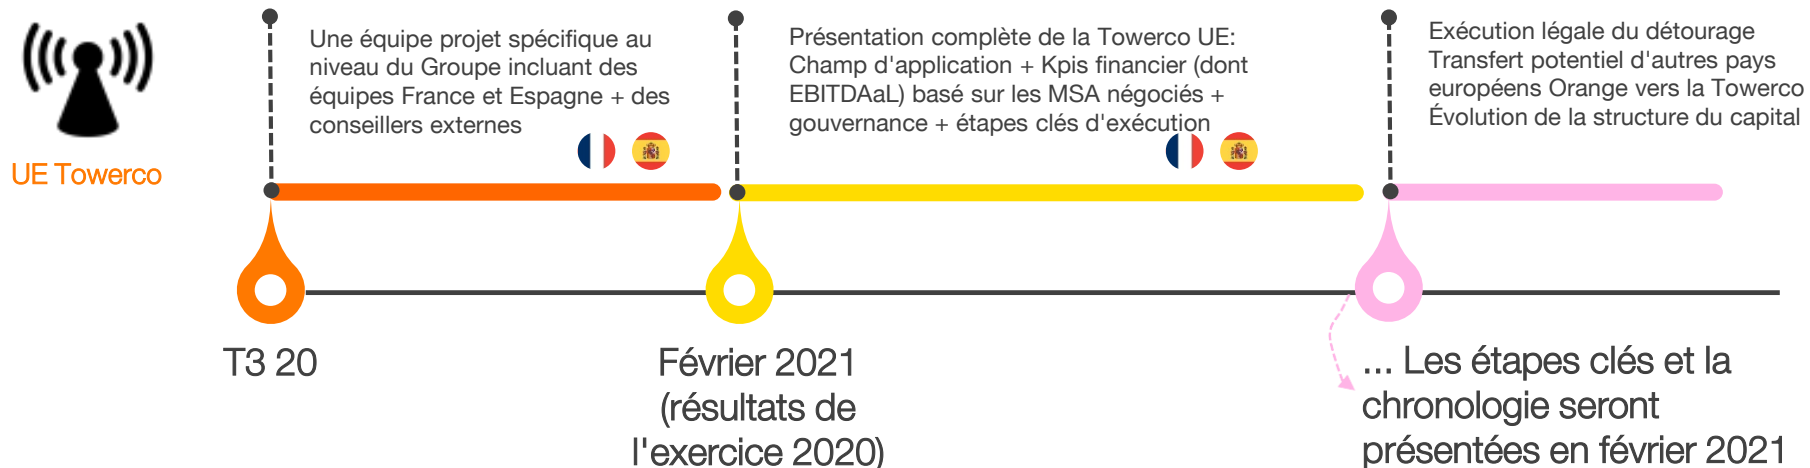 UE Towerco
Une équipe projet spécifique au
niveau du Groupe incluant des
équipes France et Espagne + des
conseillers externes
Présentation complète de la Towerco UE:
Champ d'application + Kpis financier (dont
EBITDAaL) basé sur les MSA négociés +
gouvernance + étapes clés d'exécution
Exécution légale du détourage
Transfert potentiel d'autres pays
européens Orange vers la Towerco
Évolution de la structure du capital
T3 20
Février 2021
(résultats de
l'exercice 2020)
... Les étapes clés et la
chronologie seront
présentées en février 2021